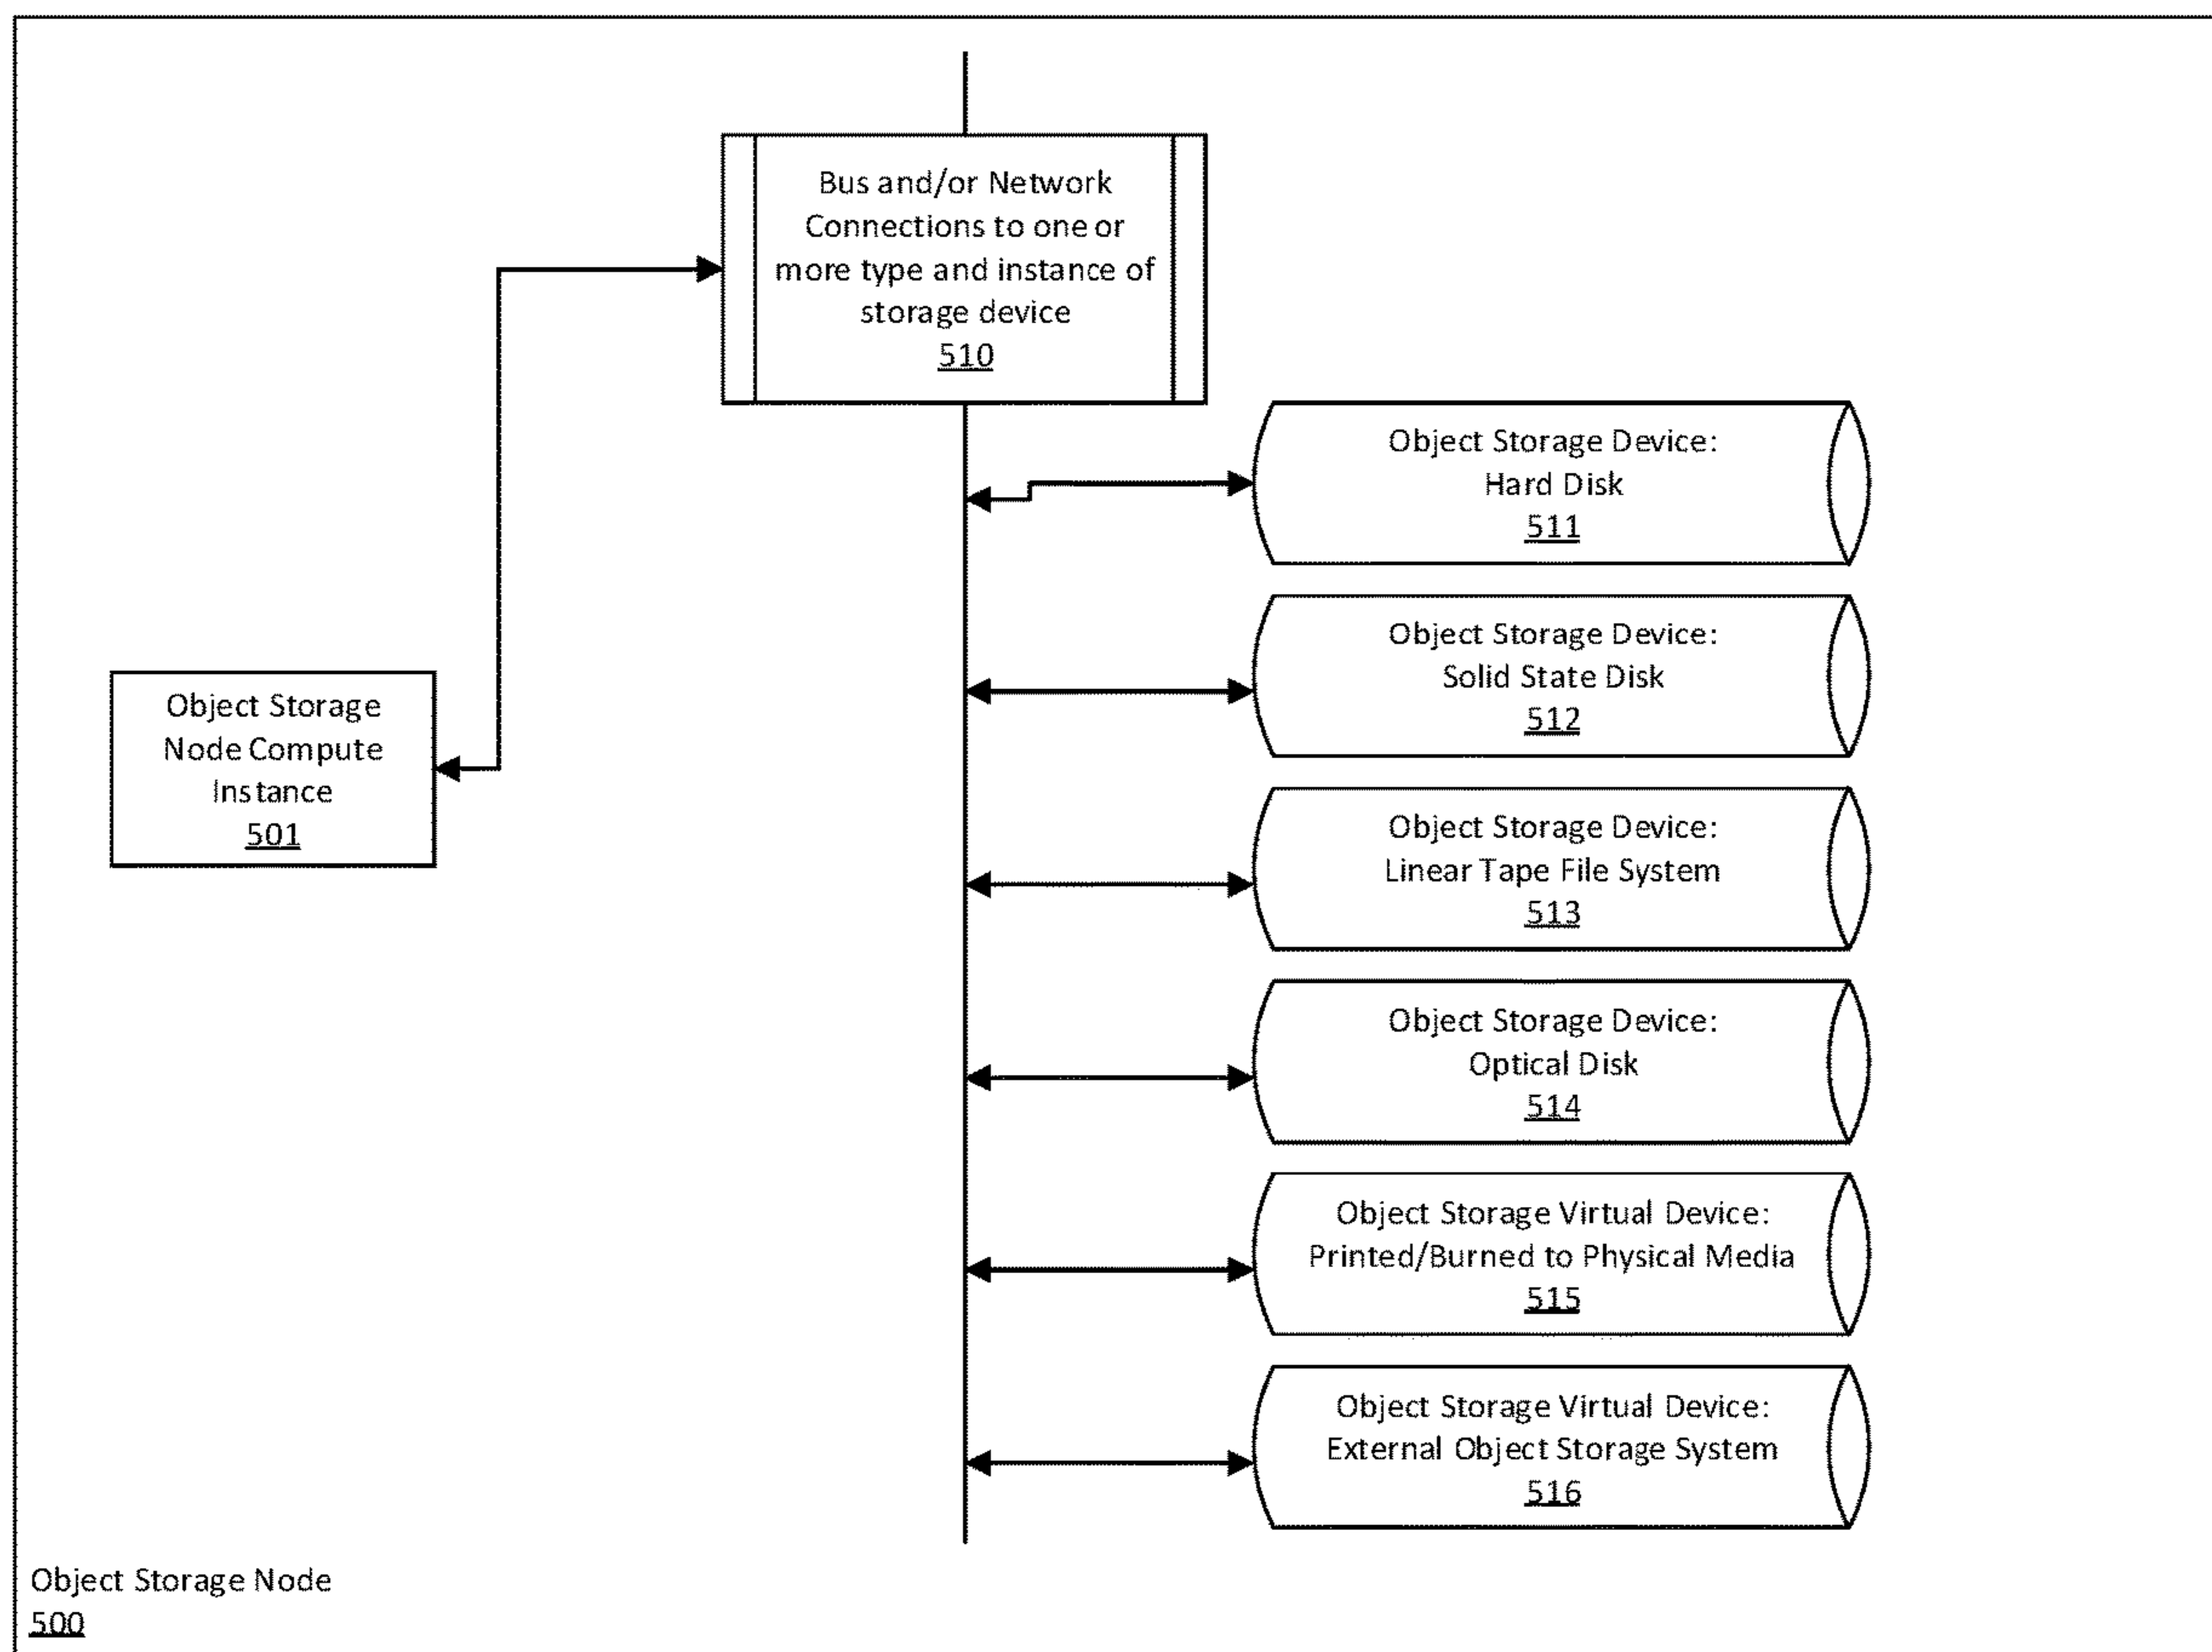 Bus and/or Network
Connections to one or
more type and instance of
storage device
510
Object Storage Device:
Hard Disk
511
Object Storage Device:
Solid State Disk
512
Object Storage
Node Compute
Instance
501
Object Storage Device:
Linear Tape File System
513
Object Storage Device:
Optical Disk
514
Object Storage Virtual Device:
Printed/Burned to Physical Media
515
Object Storage Virtual Device:
External Object Storage System
516
Object Storage Node
500